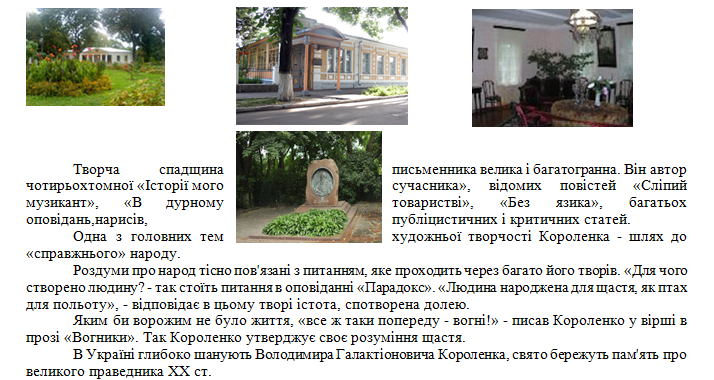 Творча спадщина письменника велика і багатогранна. Він автор
чотирьохтомної «Історії мого сучасника», відомих повістей «Сліпий
музикант», «В дурному товаристві», «Без язика», багатьох
оповідань,нарисів, публіцистичних і критичних статей.
Одна з головних тем художньої творчості Короленка - шлях до
«справжнього» народу.
Роздуми про народ тісно пов'язані з питанням, яке проходить через багато його творів. «Для чого
створено людину? - так стоїть питання в оповіданні «Парадокс». «Людина народжена для щастя, як птах
для польоту», - відповідає в цьому творі істота, спотворена долею.
Яким би ворожим не було життя, «все ж таки попереду - вогні!» - писав Короленко у вірші в
прозі «Вогники». Так Короленко утверджує своє розуміння щастя.
В Україні глибоко шанують Володимира Галактіоновича Короленка, свято бережуть пам'ять про
великого праведника XX ст.